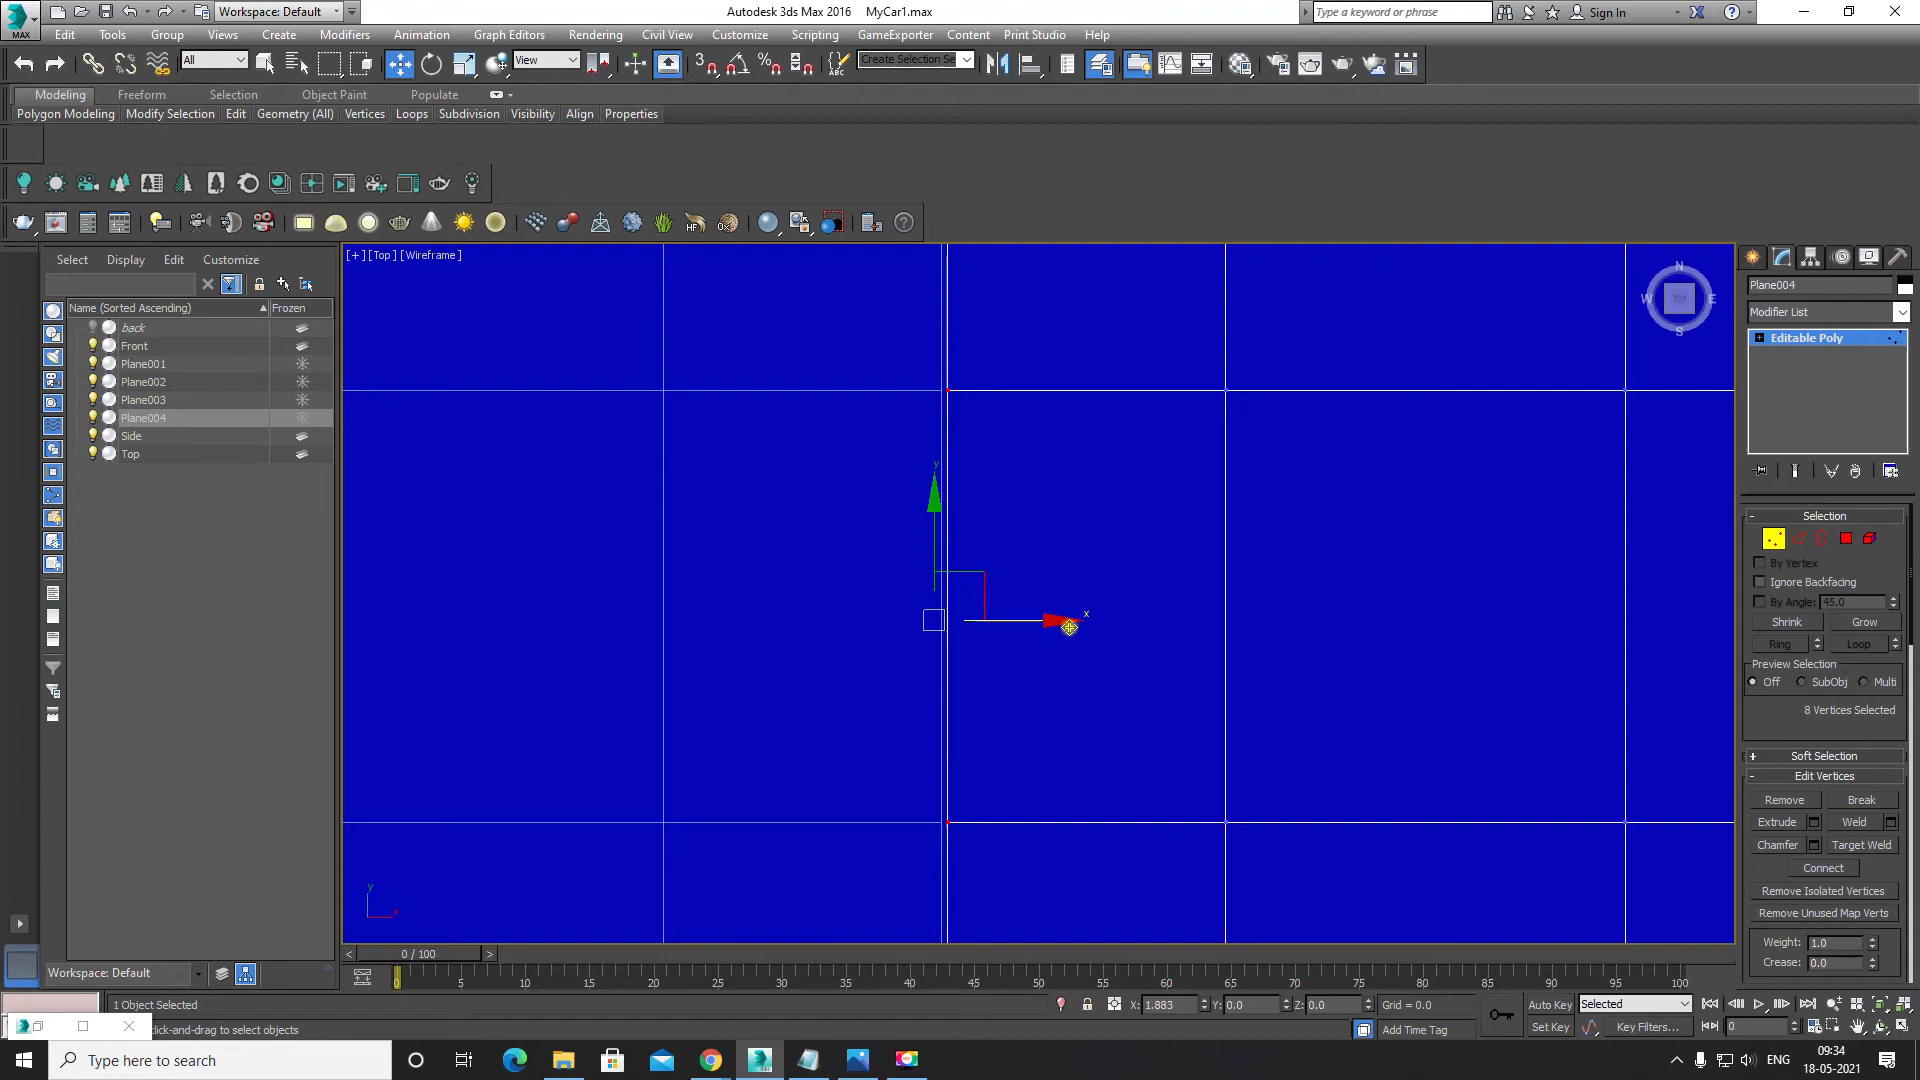 MAX
Workspace: Default
Autodesk 3ds Max 2016 MyCar1.max
Type a keyword or phrase
Sign In
Edit Tools Group Views Create Modifiers Animation Graph Editors Rendering Civil View Customize Scripting GameExporter Content Print Studio Help
All
View
3
ABC
Create Selection Se
Modeling Freeform Selection Object Paint Populate
Polygon Modeling Modify Selection Edit Geometry (All) Vertices Loops Subdivision Visibility Align Properties
HF
Select Display Edit Customize
Name (Sorted Ascending) Frozen
back
Front
Plane001
Plane002
Plane003
Plane004
Side
Top
[+] [Top] [Wireframe]
N
W TOP E
S
y
x
y
x
Plane004
Modifier List
Editable Poly
- Selection
By Vertex
Ignore Backfacing
By Angle: 45.0
Shrink Grow
Ring Loop
Preview Selection
Off SubObj Multi
8 Vertices Selected
+ Soft Selection
- Edit Vertices
Remove Break
Extrude Weld
Chamfer Target Weld
Connect
Remove Isolated Vertices
Remove Unused Map Verts
Weight: 1.0
Crease: 0.0
< 0 / 100 >
Workspace: Default
0 5 10 15 20 25 30 35 40 45 50 55 60 65 70 75 80 85 90 95 100
1 Object Selected
X: 1.883 Y: 0.0 Z: 0.0 Grid = 0.0
Auto Key Selected
click-and-drag to select objects
Add Time Tag
Set Key Key Filters... 0
Type here to search
ENG
09:34
18-05-2021